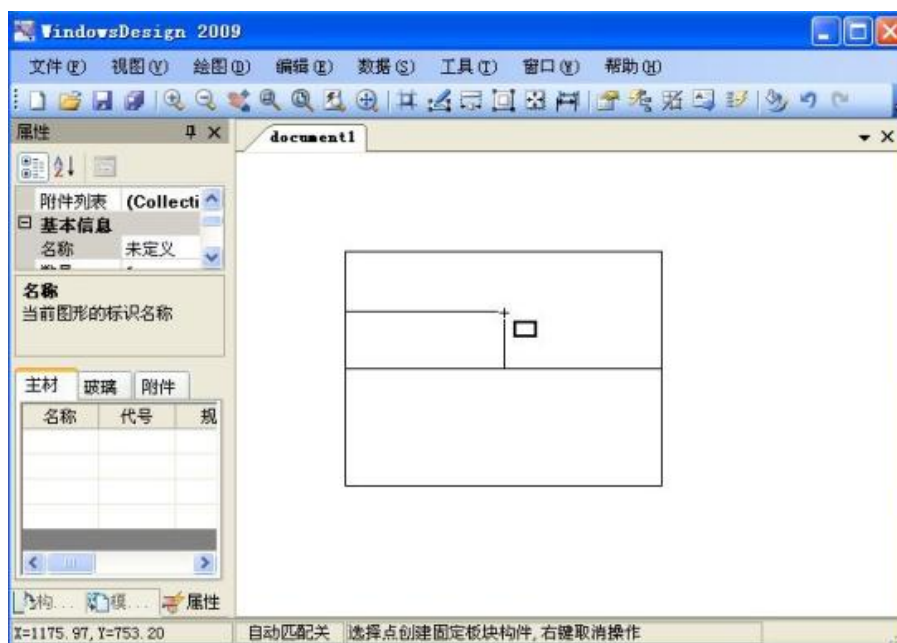 WindowsDesign 2009
文件(F) 视图(V) 绘图(D) 编辑(E) 数据(S) 工具(T) 窗口(W) 帮助(H)
属性
document1
附件列表 (Collecti
基本信息
名称 未定义
名称
当前图形的标识名称
主材 玻璃 附件
名称 代号 规
构... 模... 属性
X=1175.97, Y=753.20 自动匹配关 选择点创建固定板块构件, 右键取消操作